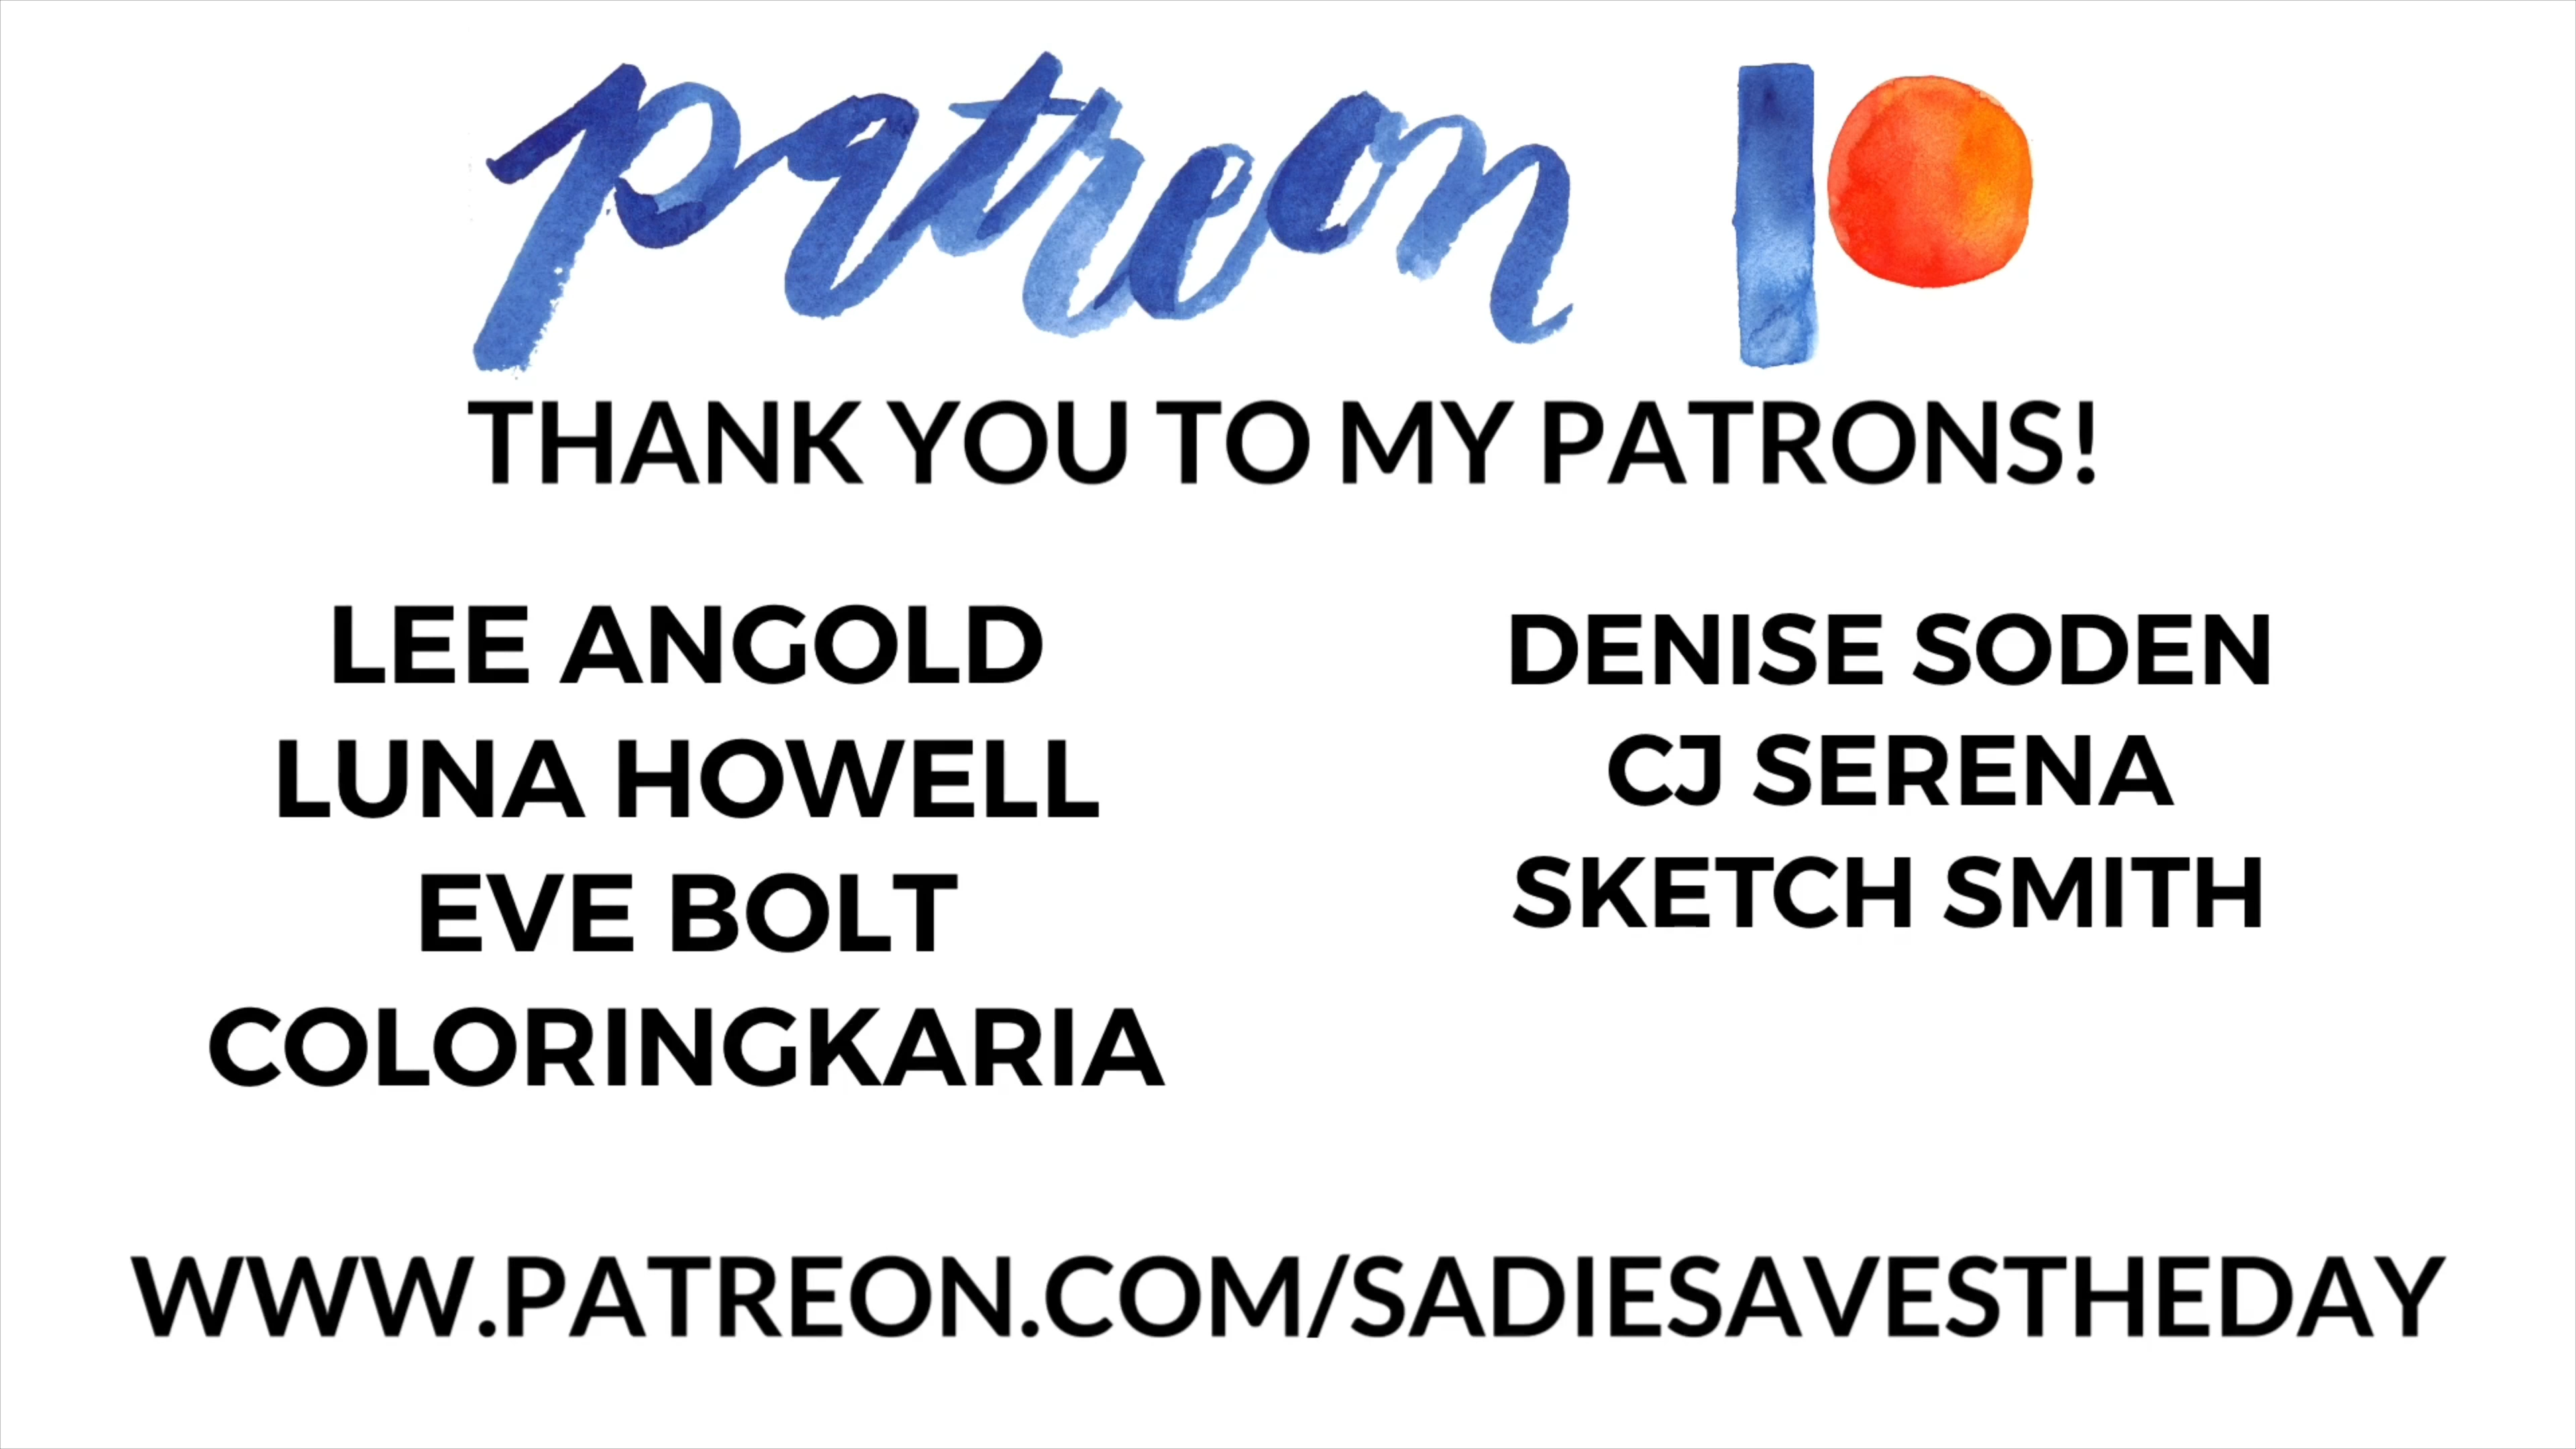 patreon
THANK YOU TO MY PATRONS!
LEE ANGOLD
LUNA HOWELL
EVE BOLT
COLORINGKARIA
DENISE SODEN
CJ SERENA
SKETCH SMITH
WWW.PATREON.COM/SADIESAVESTHEDAY